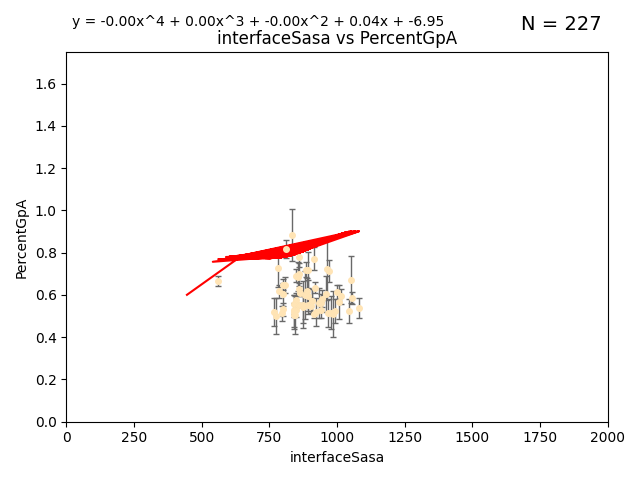 y = -0.00x^4 + 0.00x^3 + -0.00x^2 + 0.04x + -6.95
N = 227
interfaceSasa vs PercentGpA
1.6
1.4
1.2
1.0
0.8
0.6
0.4
0.2
0.0
PercentGpA
0 250 500 750 1000 1250 1500 1750 2000
interfaceSasa